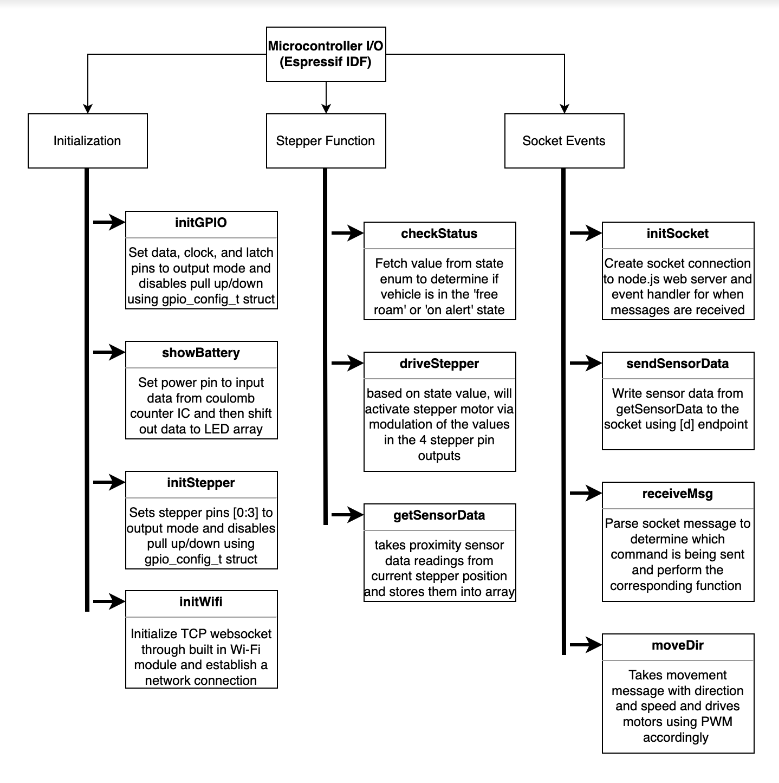 Microcontroller I/O
(Espressif IDF)
Initialization
Stepper Function
Socket Events
initGPIO
Set data, clock, and latch
pins to output mode and
disables pull up/down
using gpio_config_t struct
showBattery
Set power pin to input
data from coulomb
counter IC and then shift
out data to LED array
initStepper
Sets stepper pins [0:3] to
output mode and disables
pull up/down using
gpio_config_t struct
initWifi
Initialize TCP websocket
through built in Wi-Fi
module and establish a
network connection
checkStatus
Fetch value from state
enum to determine if
vehicle is in the 'free
roam' or 'on alert' state
driveStepper
based on state value, will
activate stepper motor via
modulation of the values
in the 4 stepper pin
outputs
getSensorData
takes proximity sensor
data readings from
current stepper position
and stores them into array
initSocket
Create socket connection
to node.js web server and
event handler for when
messages are received
sendSensorData
Write sensor data from
getSensorData to the
socket using [d] endpoint
receiveMsg
Parse socket message to
determine which
command is being sent
and perform the
corresponding function
moveDir
Takes movement
message with direction
and speed and drives
motors using PWM
accordingly